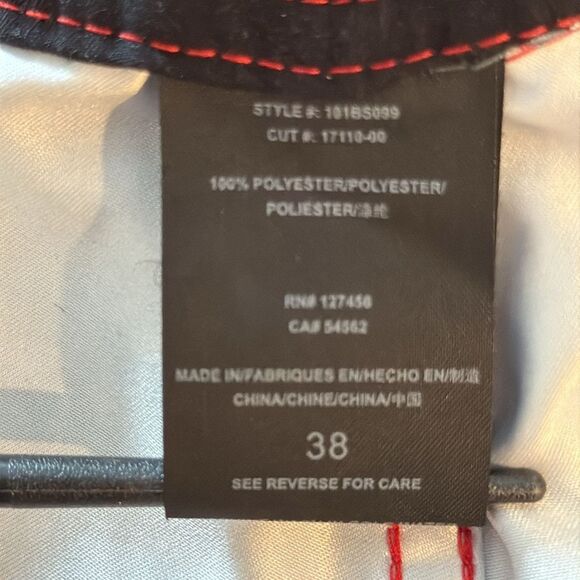 STYLE #: 101BS099
CUT #: 17110-00
100% POLYESTER/POLYESTER/
POLIÉSTER/涤纶
RN# 127456
CA# 54562
MADE IN/FABRIQUES EN/HECHO EN/制造
CHINA/CHINE/CHINA/中国
38
SEE REVERSE FOR CARE